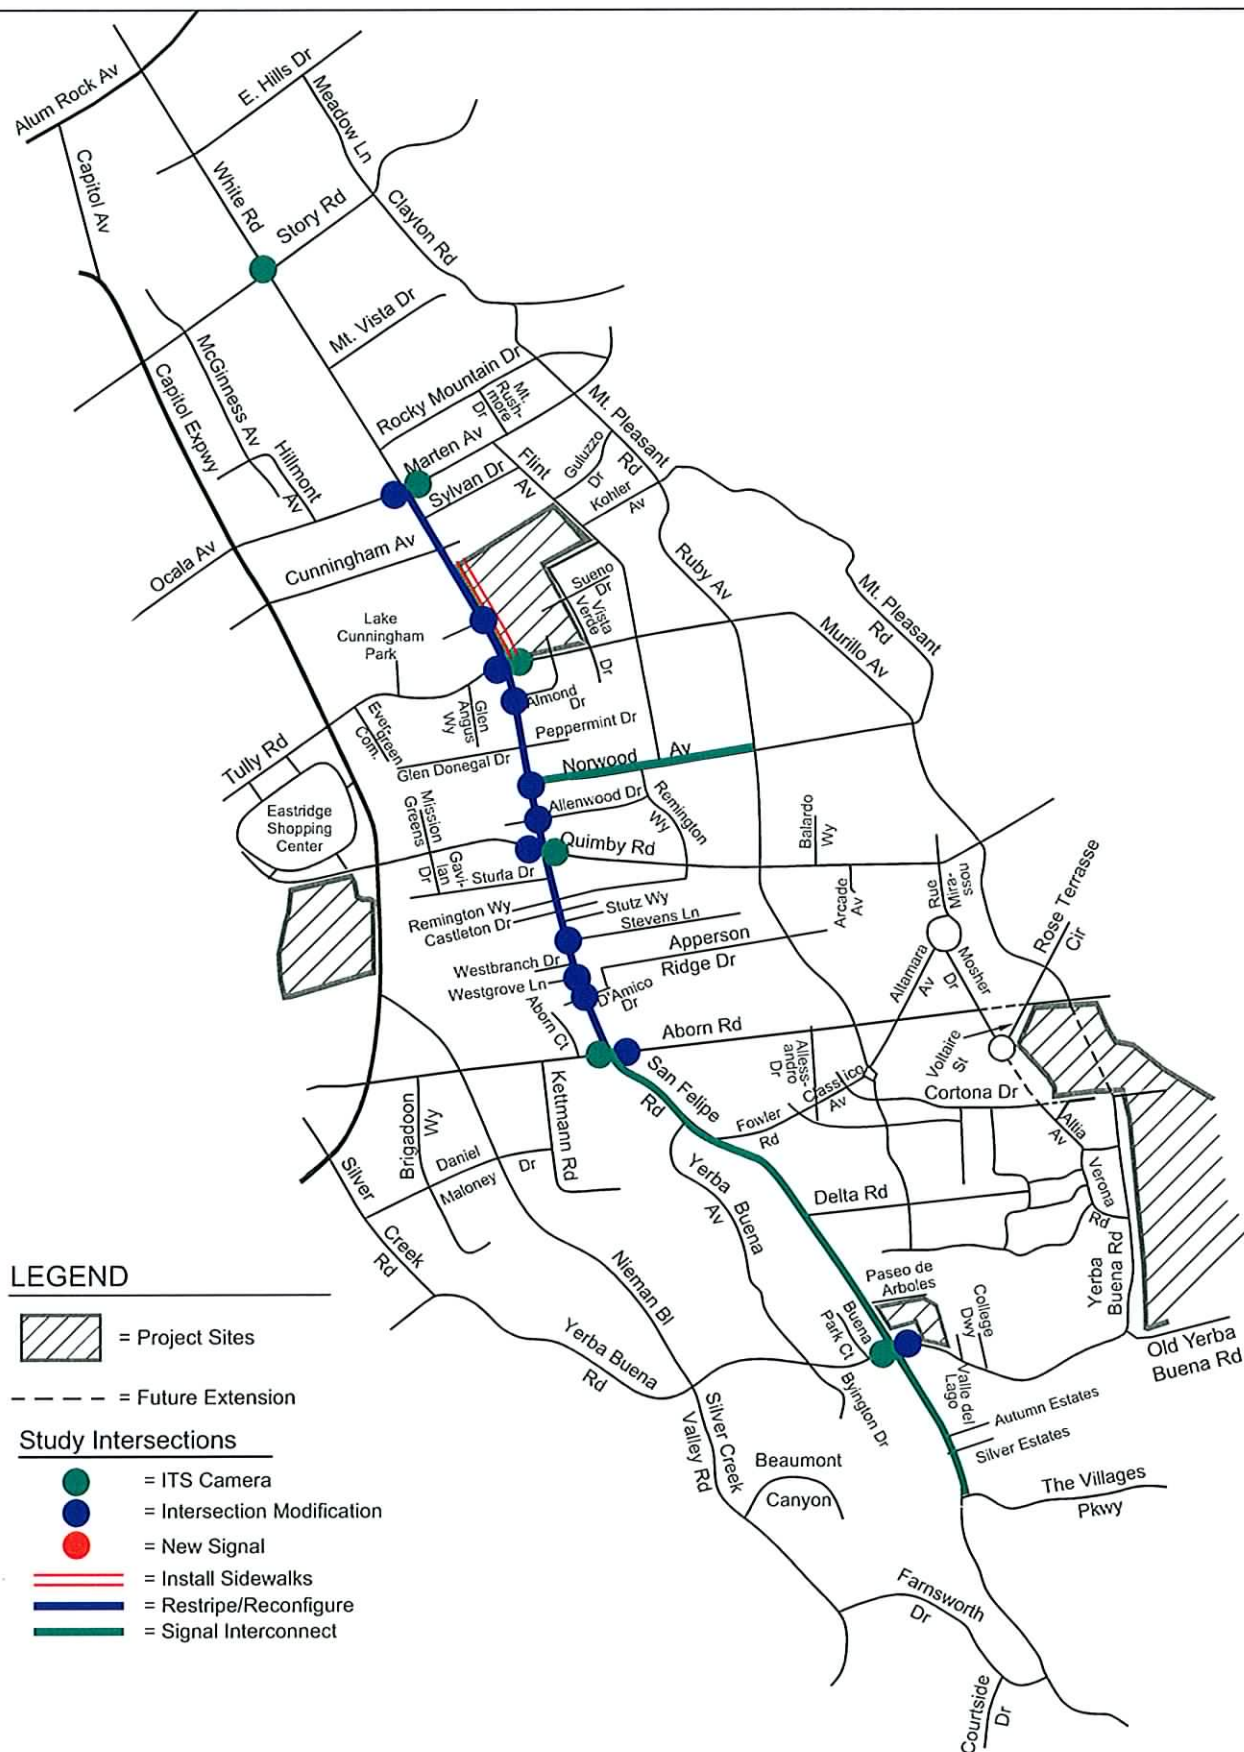 Alum Rock Av
E. Hills Dr
Meadow Ln
Capitol Av
White Rd
Story Rd
Clayton Rd
Mt. Vista Dr
McGinness Av
Capitol Expwy
Hillmont
Av
Rocky Mountain Dr
Mt.
Rush-
more
Dr
Marten Av
Sylvan Dr
Flint
Av
Guluzzo
Dr
Mt. Pleasant
Rd
Kohler
Av
Ocala Av
Cunningham Av
Ruby Av
Mt. Pleasant
Rd
Sueno
Dr
Vista
Verde
Dr
Murillo Av
Lake
Cunningham
Park
Almond
Dr
Glen
Angus
Wy
Ever-
green
Com.
Peppermint Dr
Tully Rd
Glen Donegal Dr
Norwood Av
Eastridge
Shopping
Center
Mission
Greens
Dr
Allenwood Dr
Remington
Wy
Quimby Rd
Balardo
Wy
Gavi-
lan
Sturla Dr
Arcade
Av
Rue
Mira-
nosso
Rose Terrasse
Cir
Remington Wy
Castleton Dr
Stutz Wy
Stevens Ln
Apperson
Ridge Dr
Westbranch Dr
Westgrove Ln
D'Amico
Dr
Altamara
Av
Mosher
Dr
Aborn Ct
Aborn Rd
Voltaire
St
Alless-
andro
Dr
San Felipe
Rd
Classico
Av
Cortona Dr
Kettmann Rd
Brigadoon
Wy
Fowler
Rd
Altia
Av
Daniel
Maloney
Dr
Silver
Creek
Rd
Yerba Buena
Av
Delta Rd
Verona
Rd
Yerba
Buena Rd
Nieman Bl
Paseo de
Arboles
College
Dwy
Buena
Park Ct
Old Yerba
Buena Rd
Yerba Buena
Rd
Byington Dr
Valle del
Lago
Autumn Estates
Silver Estates
Silver Creek
Valley Rd
Beaumont
Canyon
The Villages
Pkwy
Farnsworth
Dr
Courtside
Dr
LEGEND
= Project Sites
= Future Extension
Study Intersections
= ITS Camera
= Intersection Modification
= New Signal
= Install Sidewalks
= Restripe/Reconfigure
= Signal Interconnect